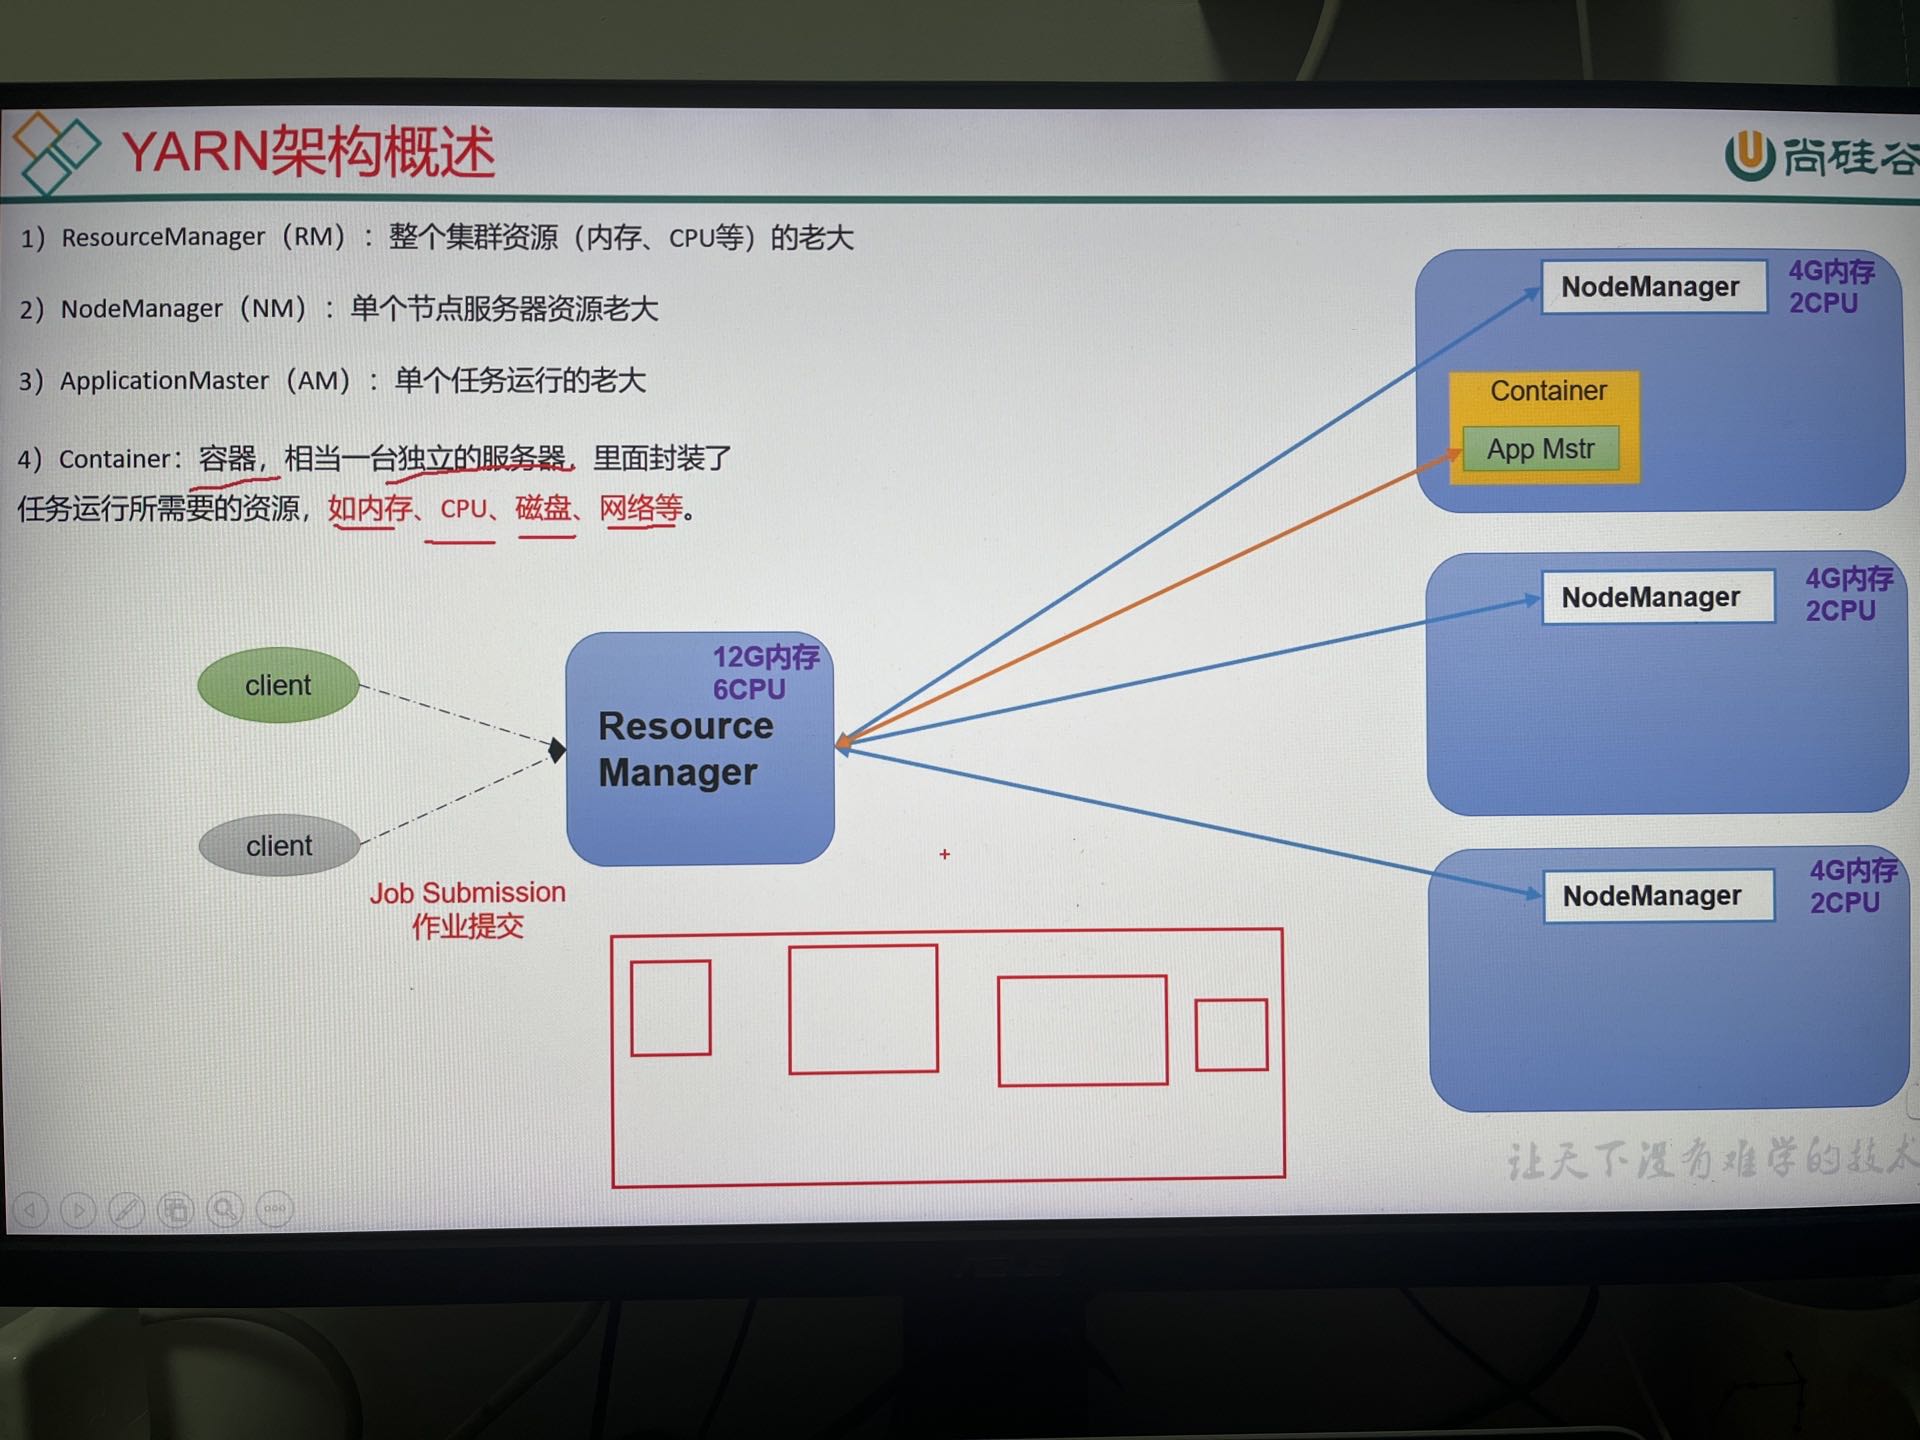 YARN架构概述
尚硅谷
1）ResourceManager（RM）：整个集群资源（内存、CPU等）的老大
2）NodeManager（NM）：单个节点服务器资源老大
3）ApplicationMaster（AM）：单个任务运行的老大
4）Container：容器，相当一台独立的服务器，里面封装了
任务运行所需要的资源，如内存、CPU、磁盘、网络等。
client
client
Job Submission
作业提交
12G内存
6CPU
Resource
Manager
NodeManager
4G内存
2CPU
Container
App Mstr
NodeManager
4G内存
2CPU
NodeManager
4G内存
2CPU
让天下没有难学的技术